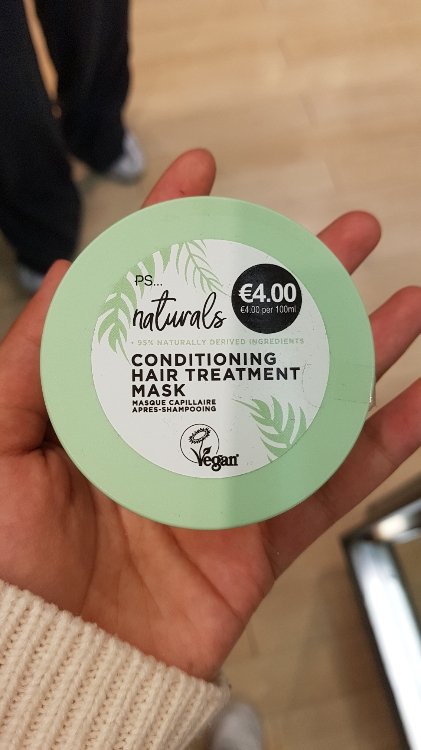 PS...
naturals
€4.00
€4.00 per 100ml
• 95% NATURALLY DERIVED INGREDIENTS
CONDITIONING
HAIR TREATMENT
MASK
MASQUE CAPILLAIRE
APRES-SHAMPOOING
Vegan